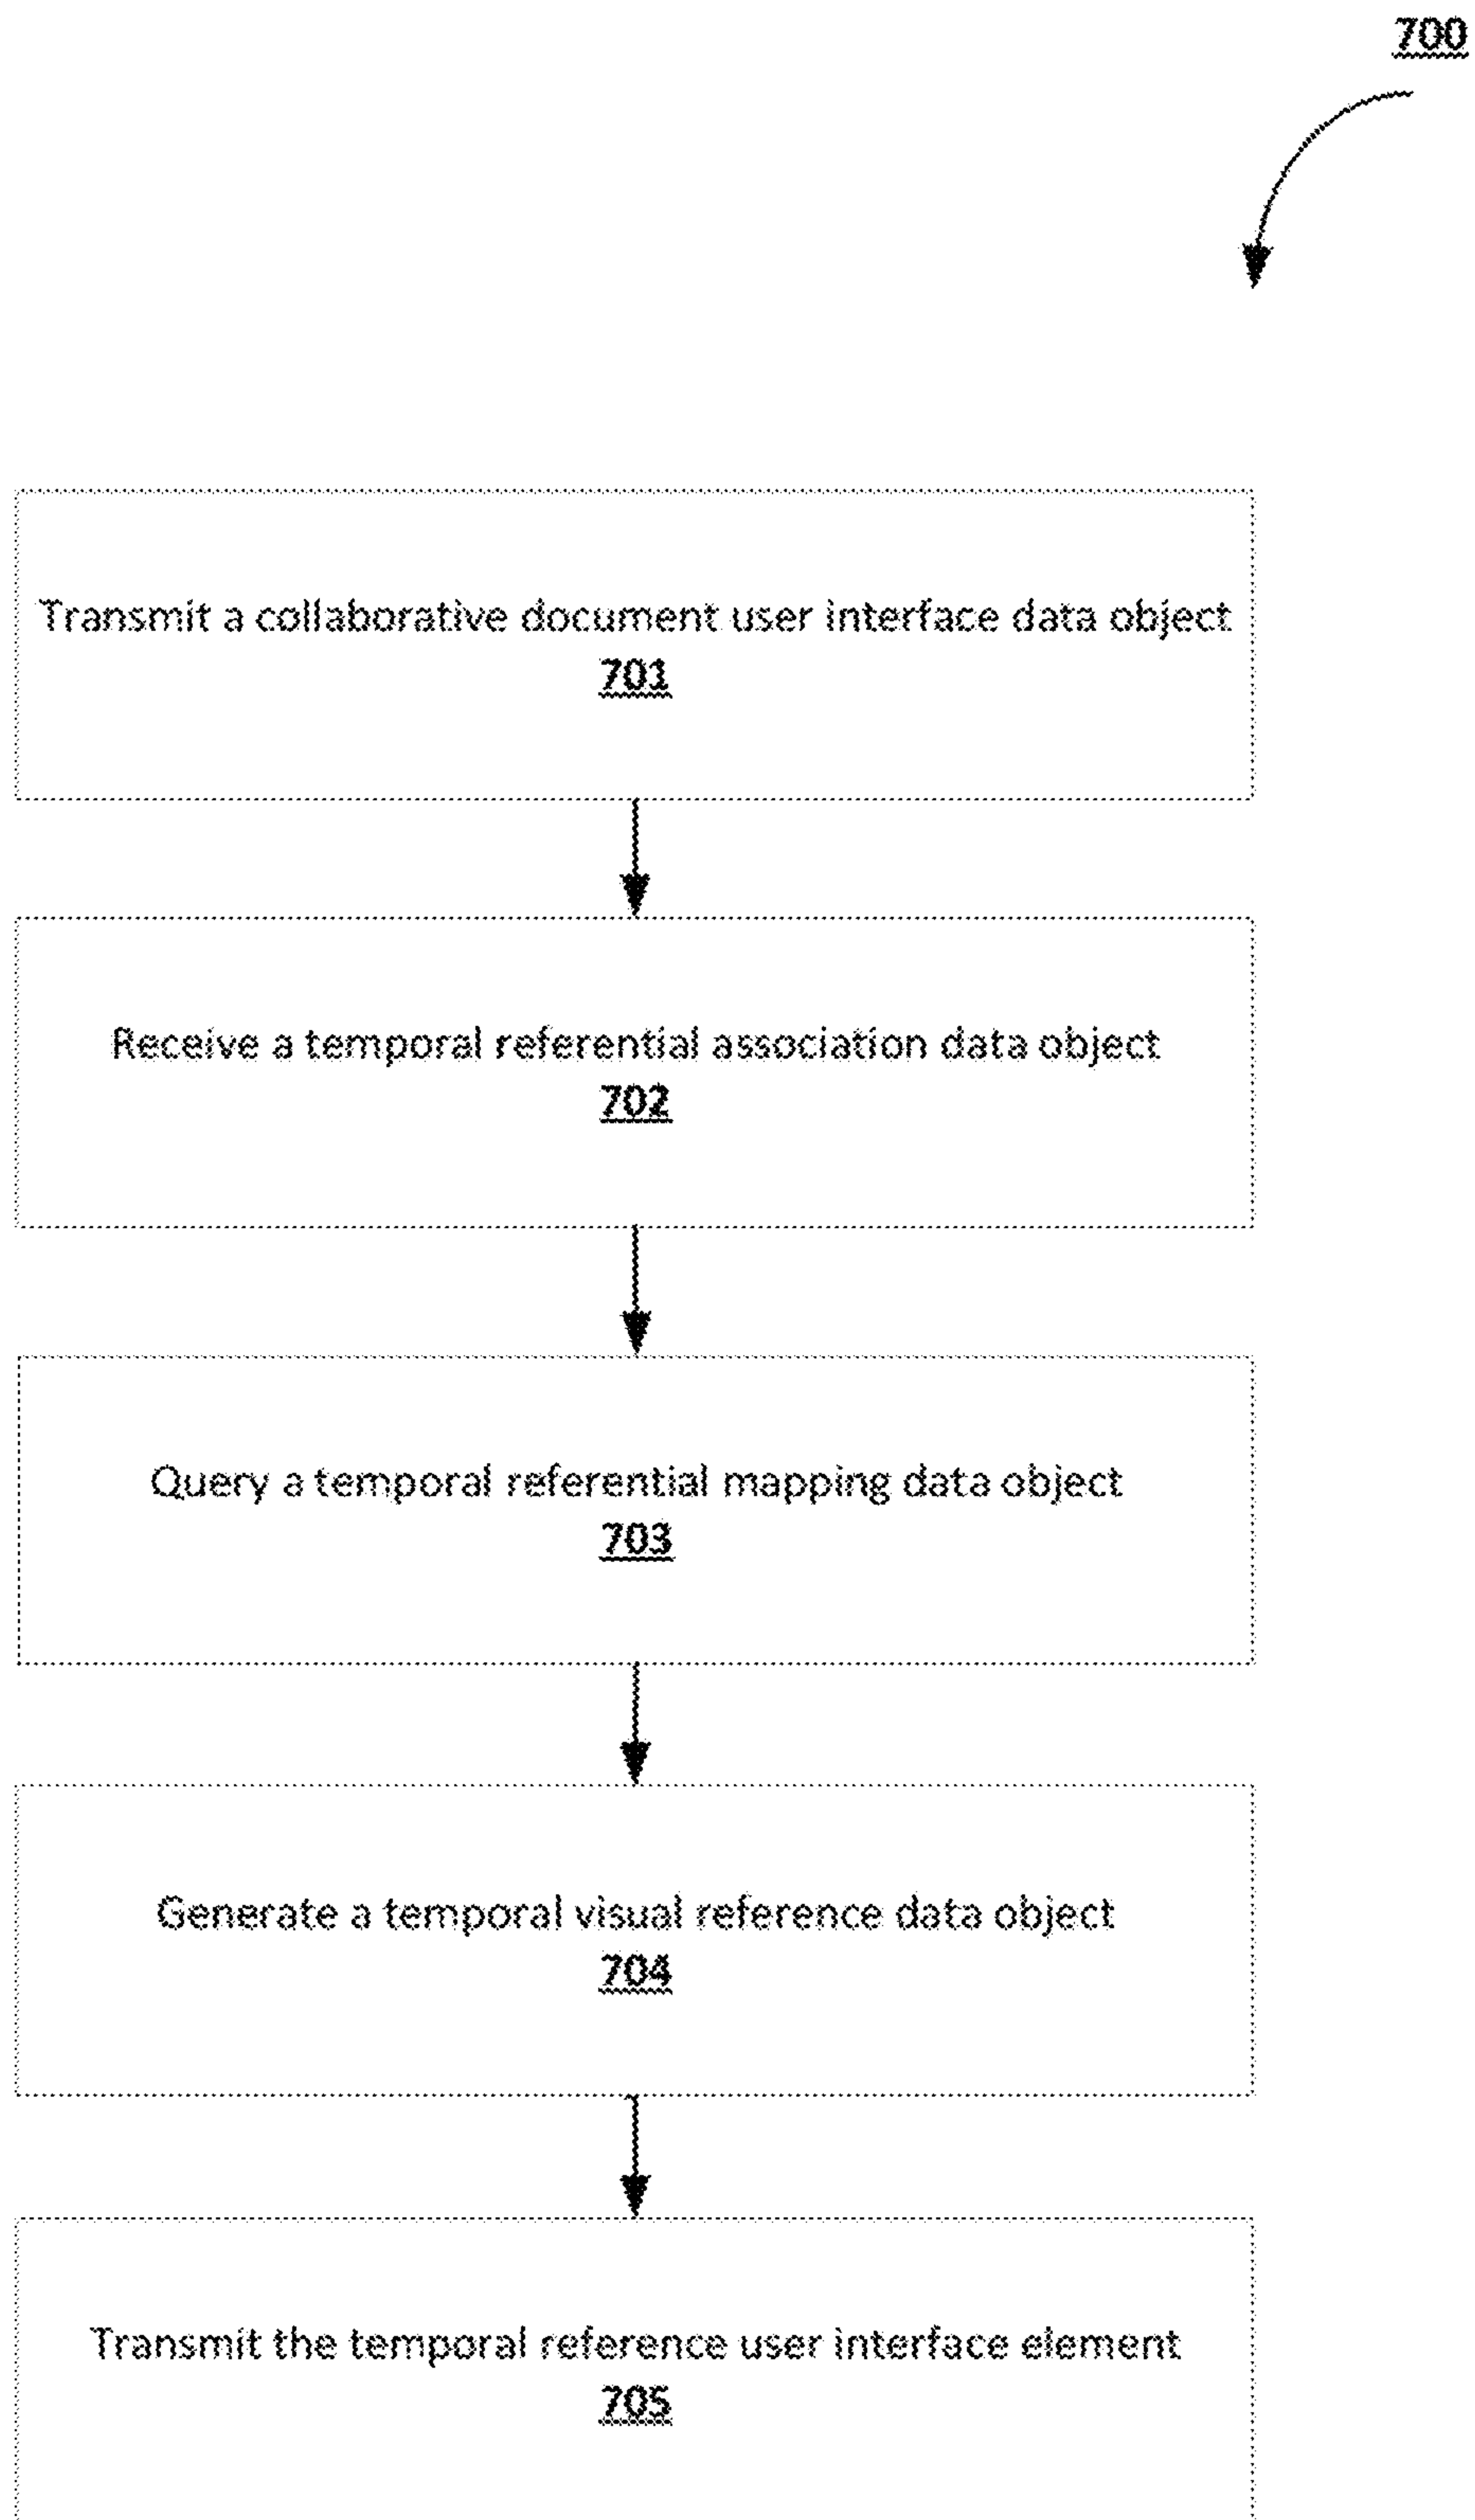 700
Transmit a collaborative document user interface data object
701
Receive a temporal referential association data object
702
Query a temporal referential mapping data object
703
Generate a temporal visual reference data object
704
Transmit the temporal reference user interface element
705